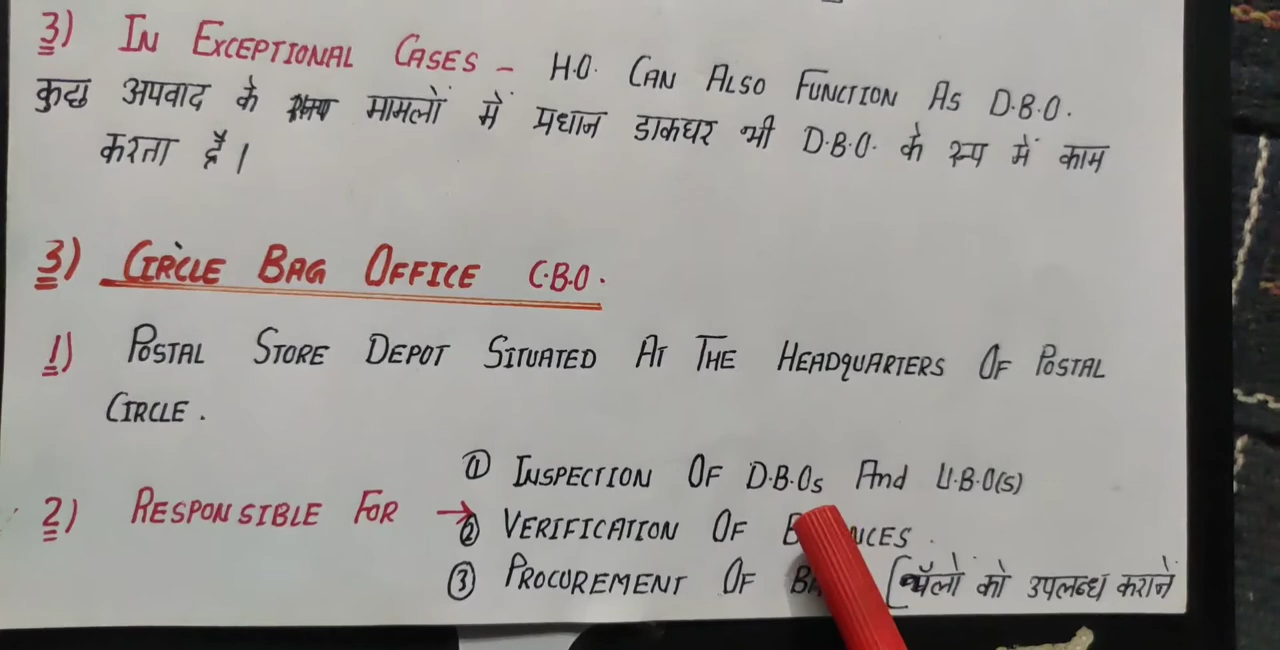 3) IN EXCEPTIONAL CASES - H.O. CAN ALSO FUNCTION AS D.B.O.
कुछ अपवाद के मामलों में प्रधान डाकघर भी D.B.O. के रूप में काम
करता है।
3) CIRCLE BAG OFFICE C.B.O.
1) POSTAL STORE DEPOT SITUATED AT THE HEADQUARTERS OF POSTAL
CIRCLE.
① INSPECTION OF D.B.Os And U.B.O(s)
2) RESPONSIBLE FOR →
② VERIFICATION OF
③ PROCUREMENT OF [थैलो को उपलब्ध कराने